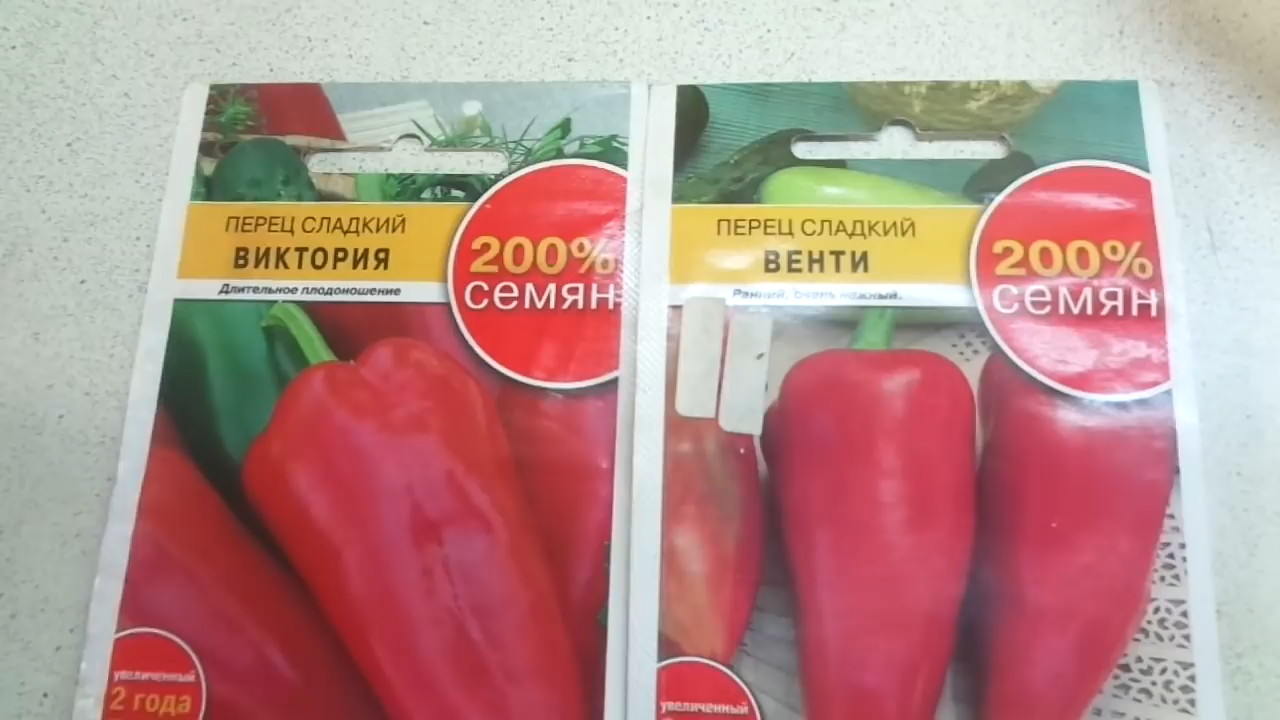 ПЕРЕЦ СЛАДКИЙ
ВИКТОРИЯ
Длительное плодоношение
200%
семян
увеличенный
2 года
ПЕРЕЦ СЛАДКИЙ
ВЕНТИ
Ранний, очень нежный.
200%
семян
увеличенный